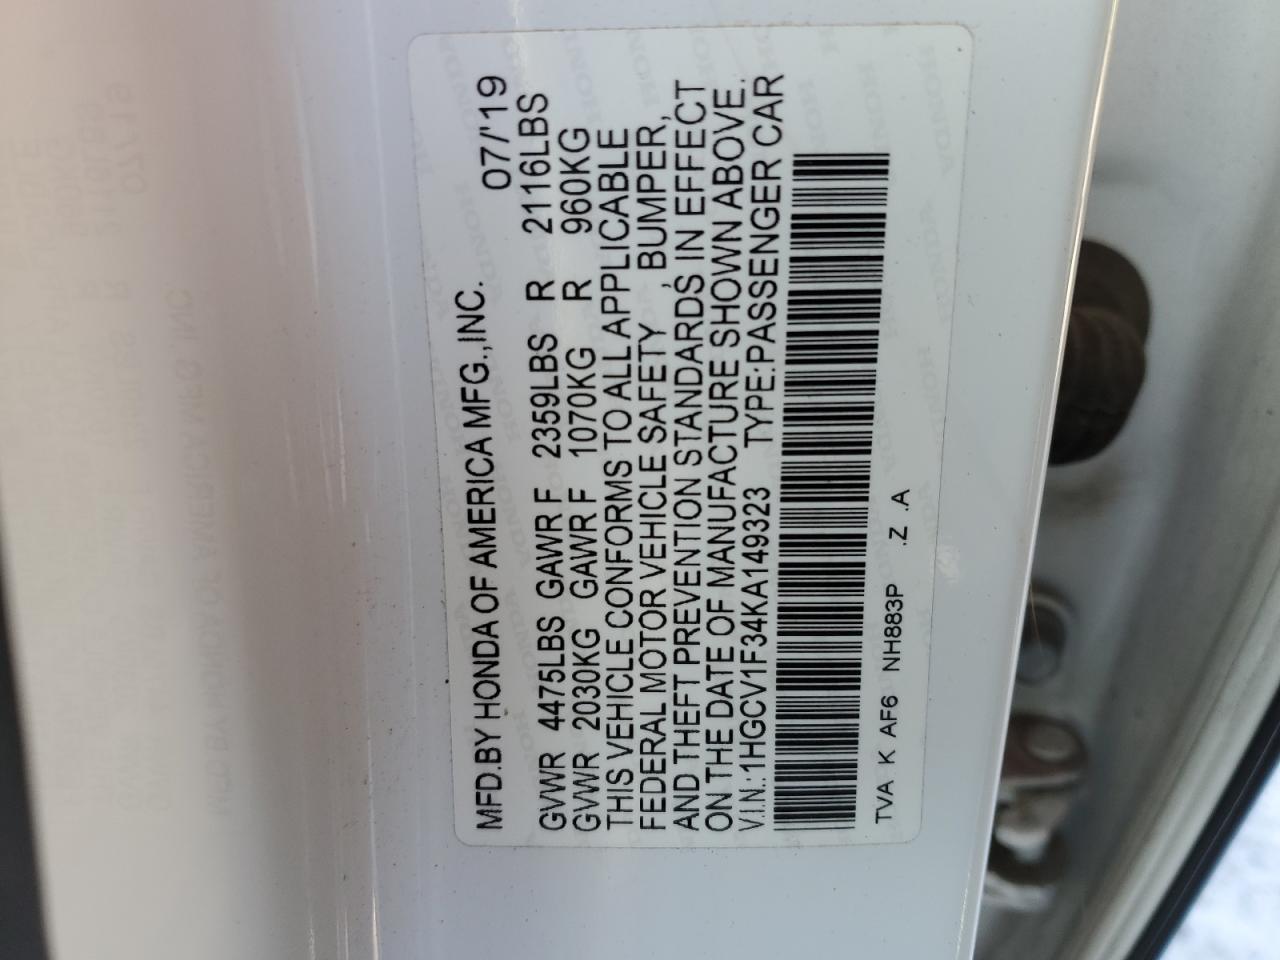 MFD.BY HONDA OF AMERICA MFG.,INC. 07/'19
GVWR 4475LBS GAWR F 2359LBS R 2116LBS
GVWR 2030KG GAWR F 1070KG R 960KG
THIS VEHICLE CONFORMS TO ALL APPLICABLE
FEDERAL MOTOR VEHICLE SAFETY, BUMPER,
AND THEFT PREVENTION STANDARDS IN EFFECT
ON THE DATE OF MANUFACTURE SHOWN ABOVE.
V.I.N.:1HGCV1F34KA149323 TYPE:PASSENGER CAR
TVA K AF6 NH883P .Z .A